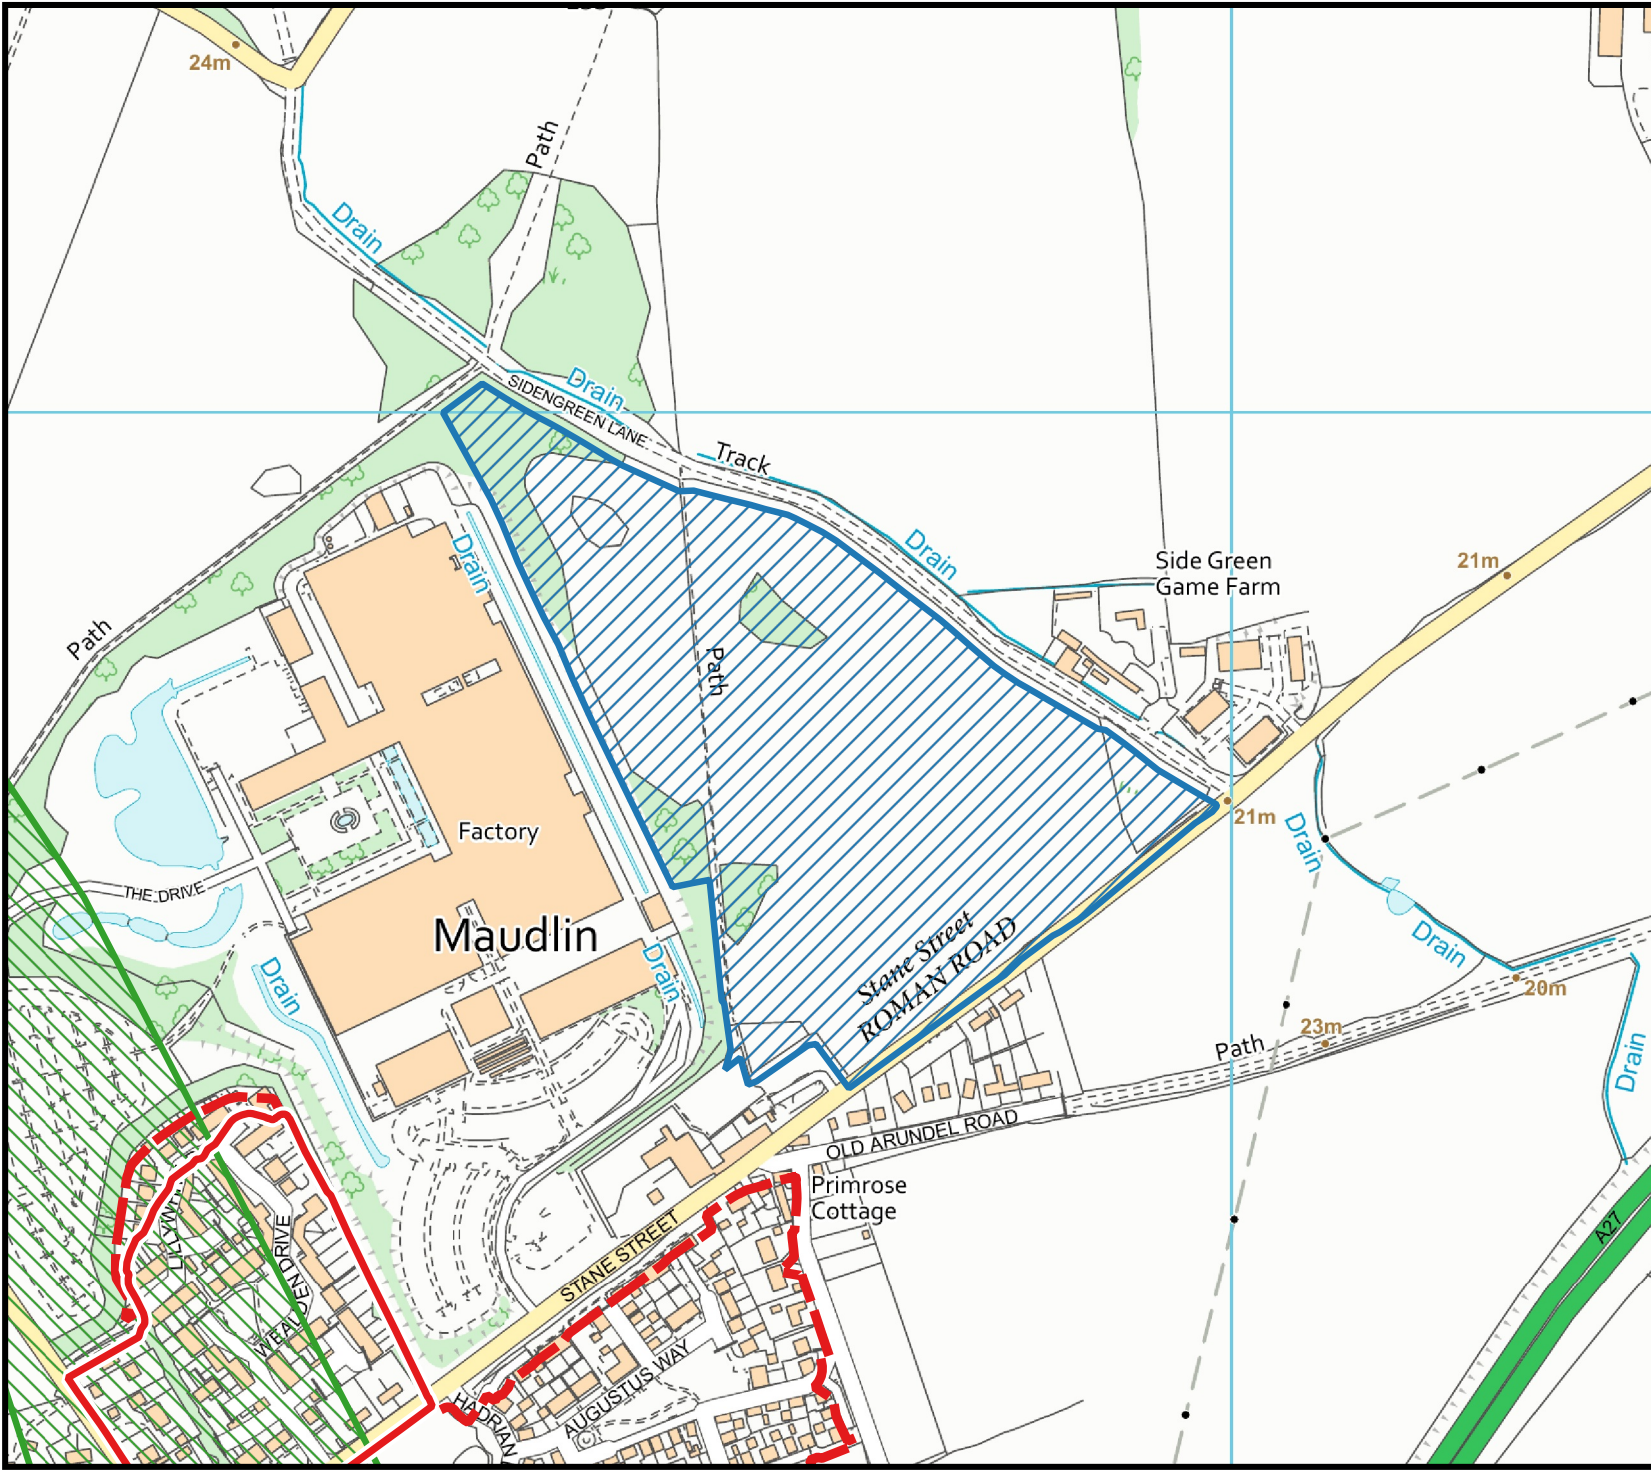 24m
Path
Drain
Drain
SIDENGREEN LANE
Track
Drain
Drain
Side Green
Game Farm
21m
Path
Path
Factory
21m
Drain
THE DRIVE
Maudlin
Stane Street
ROMAN ROAD
Drain
Drain
Drain
20m
23m
Path
Drain
OLD ARUNDEL ROAD
Primrose
Cottage
STANE STREET
A27
DRIVE
AUGUSTUS WAY
HADRIAN